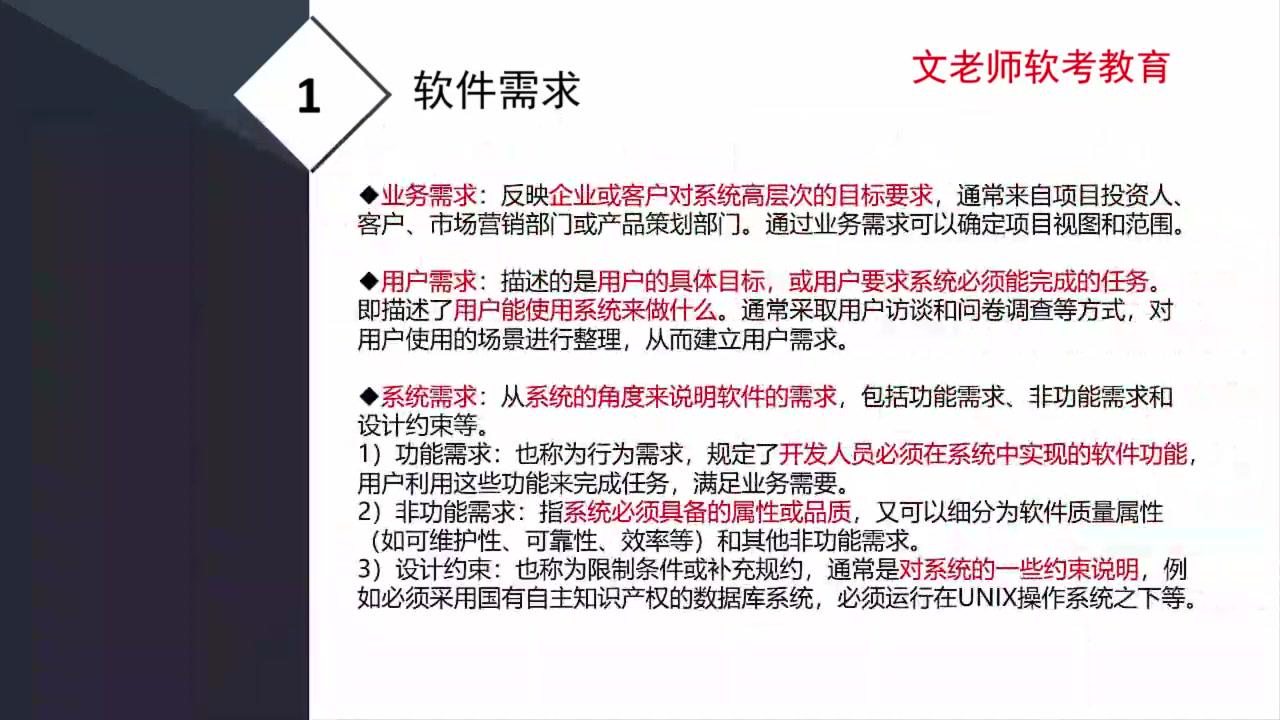 1
软件需求
文老师软考教育
◆业务需求：反映企业或客户对系统高层次的目标要求，通常来自项目投资人、
客户、市场营销部门或产品策划部门。通过业务需求可以确定项目视图和范围。
◆用户需求：描述的是用户的具体目标，或用户要求系统必须能完成的任务。
即描述了用户能使用系统来做什么。通常采取用户访谈和问卷调查等方式，对
用户使用的场景进行整理，从而建立用户需求。
◆系统需求：从系统的角度来说明软件的需求，包括功能需求、非功能需求和
设计约束等。
1）功能需求：也称为行为需求，规定了开发人员必须在系统中实现的软件功能，
用户利用这些功能来完成任务，满足业务需要。
2）非功能需求：指系统必须具备的属性或品质，又可以细分为软件质量属性
（如可维护性、可靠性、效率等）和其他非功能需求。
3）设计约束：也称为限制条件或补充规约，通常是对系统的一些约束说明，例
如必须采用国有自主知识产权的数据库系统，必须运行在UNIX操作系统之下等。